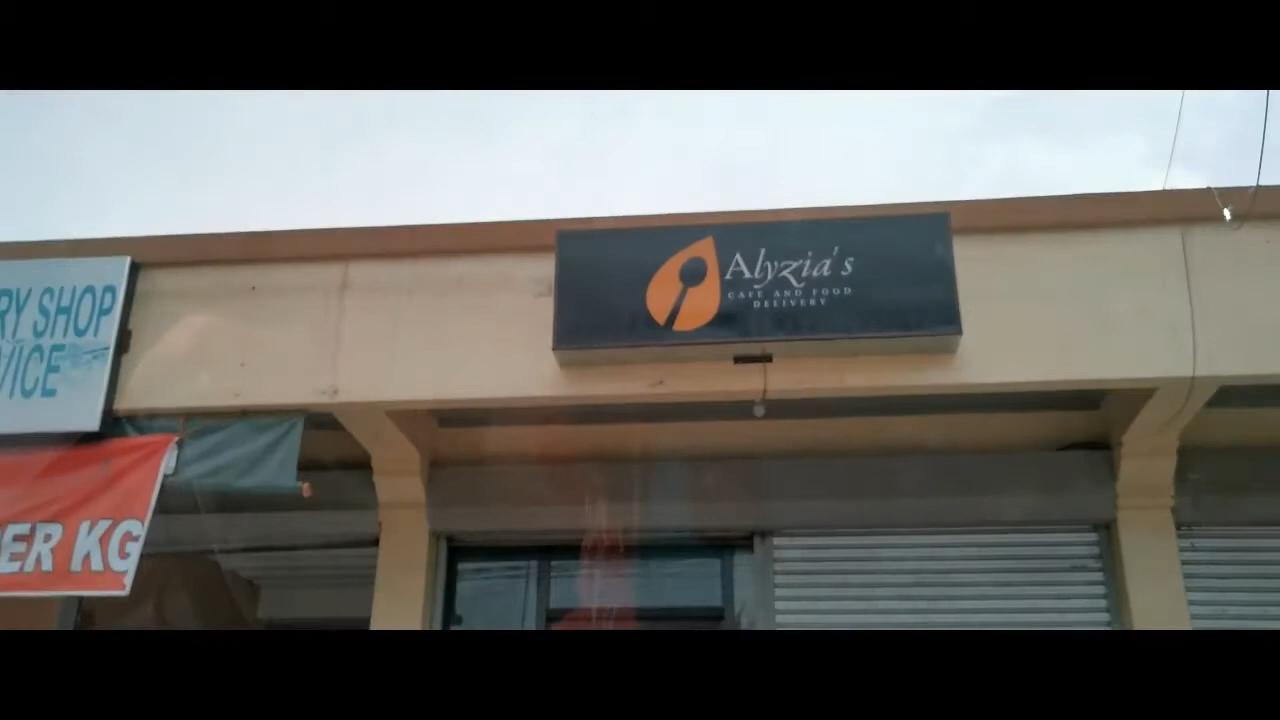 RY SHOP
VICE
ER KG
Alyzia's
CAFE AND FOOD
DELIVERY